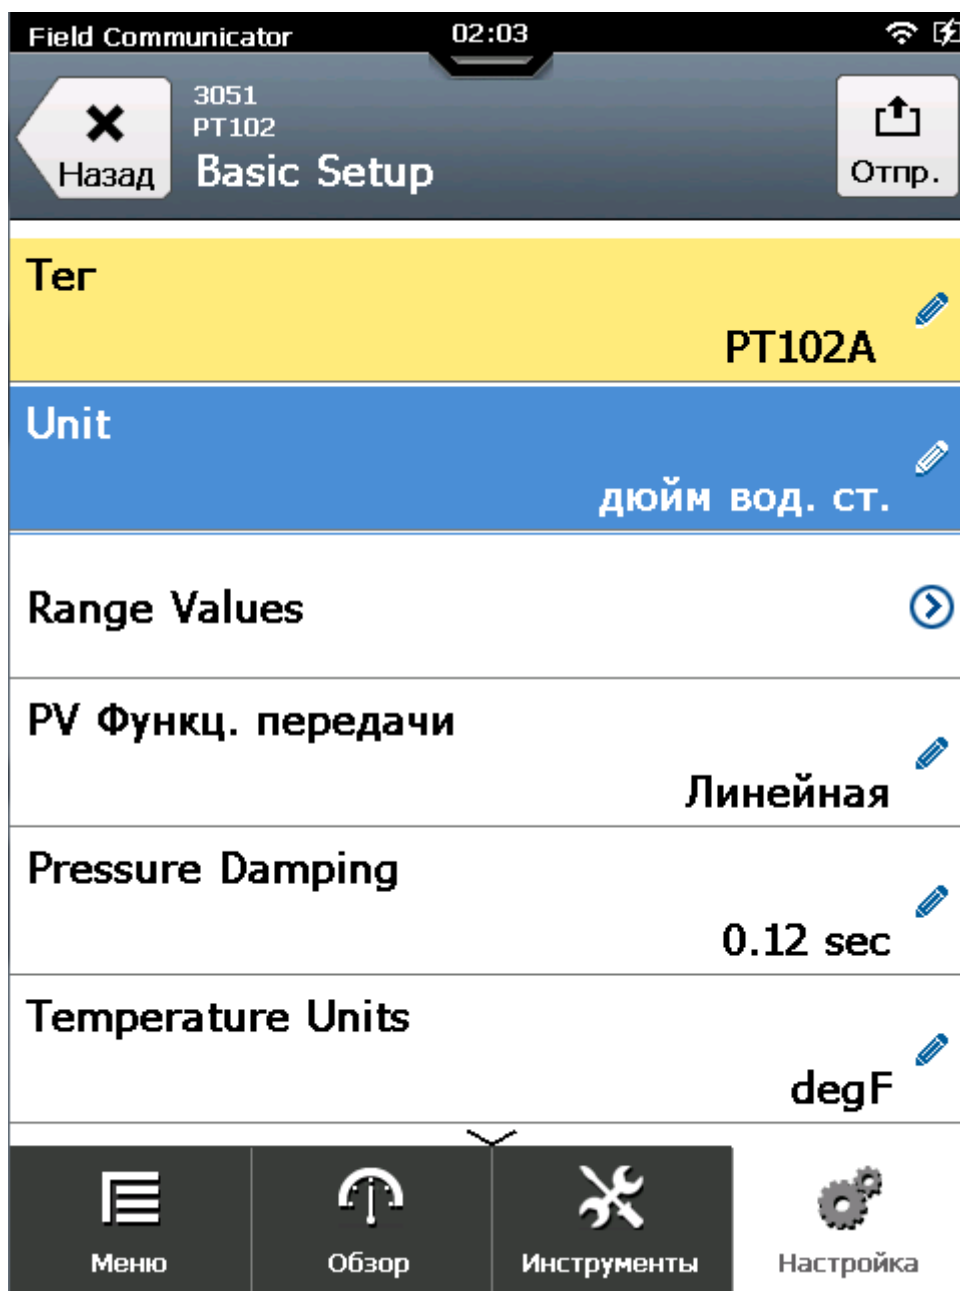 Field Communicator 02:03
3051
PT102
Basic Setup
Назад
Отпр.
Тег
PT102A
Unit
дюйм вод. ст.
Range Values
PV Функц. передачи
Линейная
Pressure Damping
0.12 sec
Temperature Units
degF
Меню
Обзор
Инструменты
Настройка